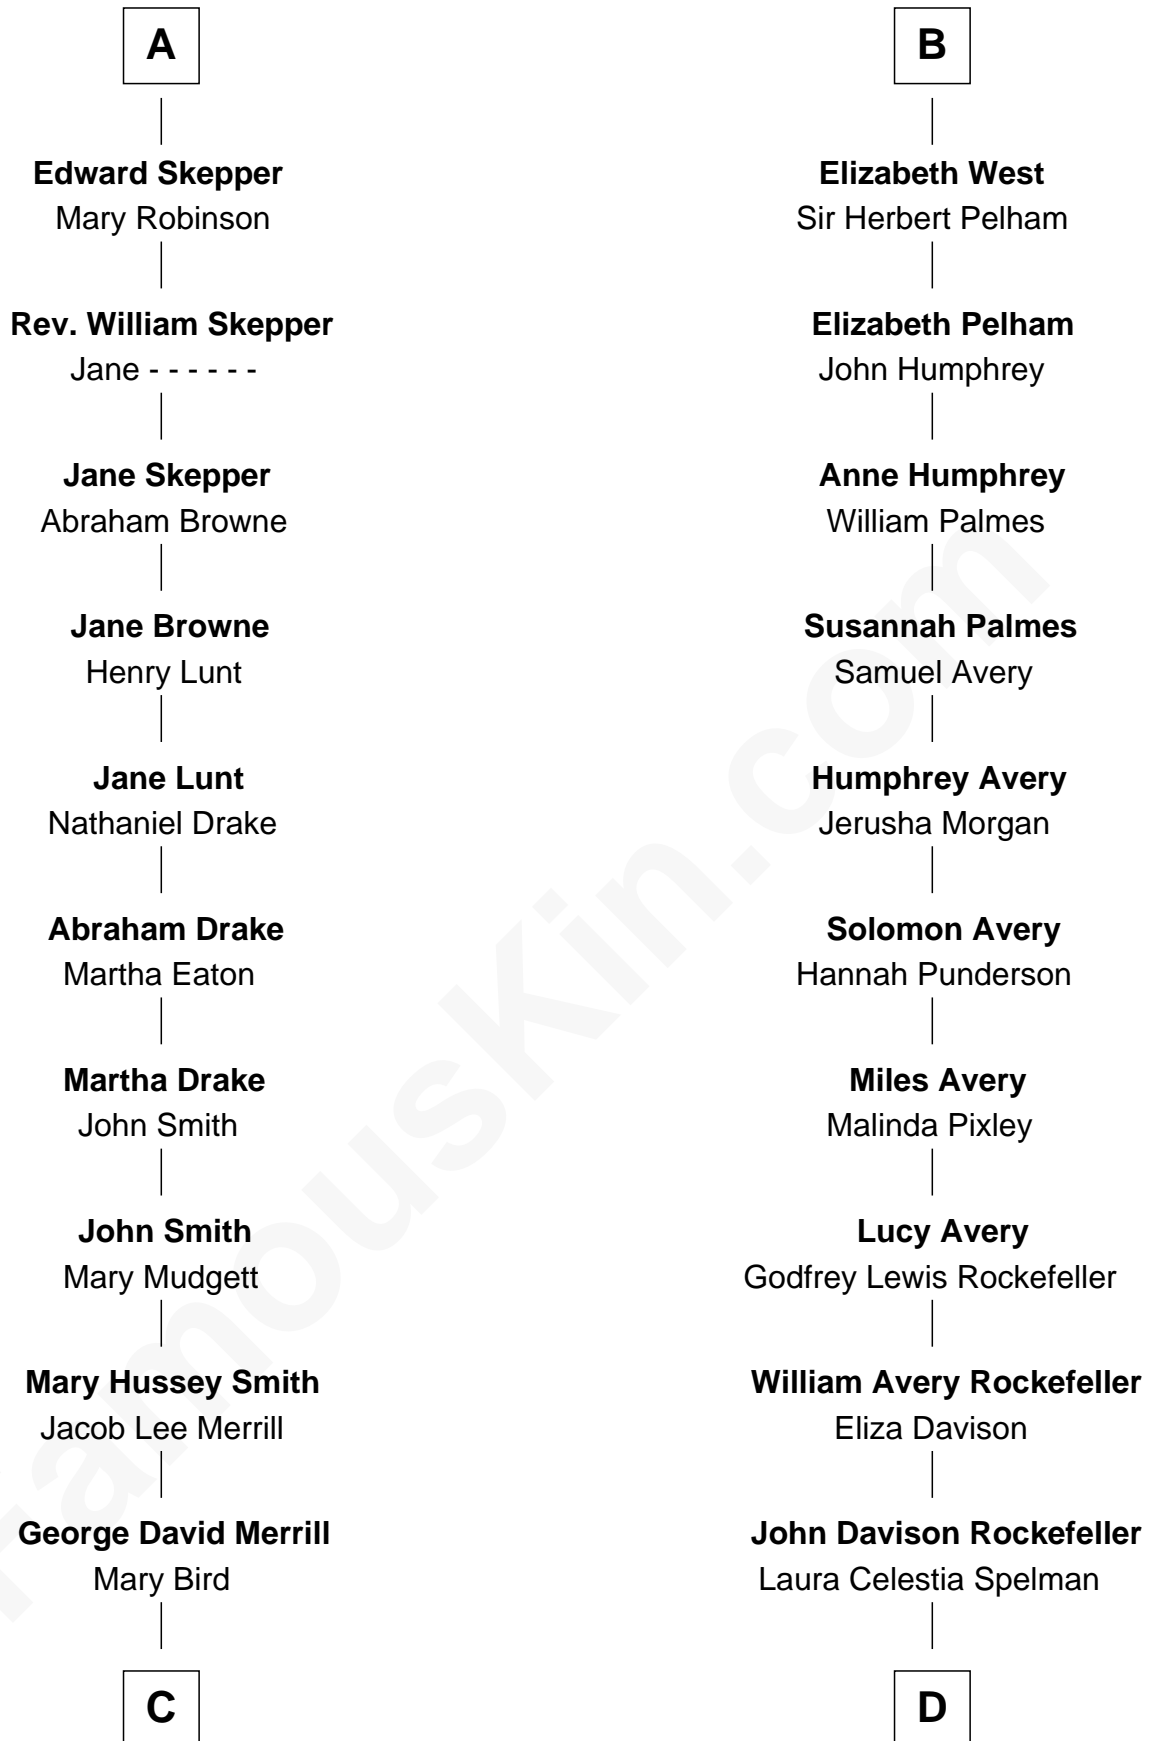 A
Edward Skepper
Mary Robinson
Rev. William Skepper
Jane - - - - - -
Jane Skepper
Abraham Browne
Jane Browne
Henry Lunt
Jane Lunt
Nathaniel Drake
Abraham Drake
Martha Eaton
Martha Drake
John Smith
John Smith
Mary Mudgett
Mary Hussey Smith
Jacob Lee Merrill
George David Merrill
Mary Bird
C
B
Elizabeth West
Sir Herbert Pelham
Elizabeth Pelham
John Humphrey
Anne Humphrey
William Palmes
Susannah Palmes
Samuel Avery
Humphrey Avery
Jerusha Morgan
Solomon Avery
Hannah Punderson
Miles Avery
Malinda Pixley
Lucy Avery
Godfrey Lewis Rockefeller
William Avery Rockefeller
Eliza Davison
John Davison Rockefeller
Laura Celestia Spelman
D
FamousKin.com